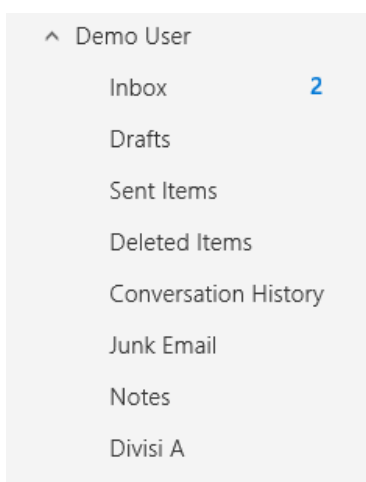 Demo User
Inbox 2
Drafts
Sent Items
Deleted Items
Conversation History
Junk Email
Notes
Divisi A